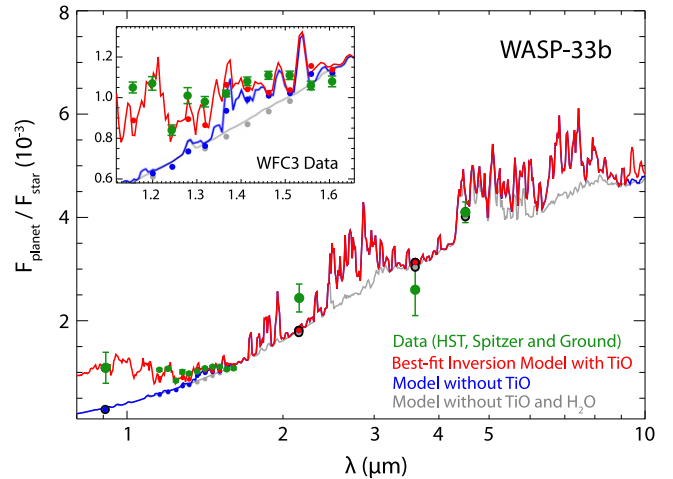 WASP-33b
8
6
4
2
F_planet / F_star (10⁻³)
1.2
1.0
0.8
0.6
1.2 1.3 1.4 1.5 1.6
WFC3 Data
Data (HST, Spitzer and Ground)
Best-fit Inversion Model with TiO
Model without TiO
Model without TiO and H₂O
1 2 3 4 5 10
λ (μm)